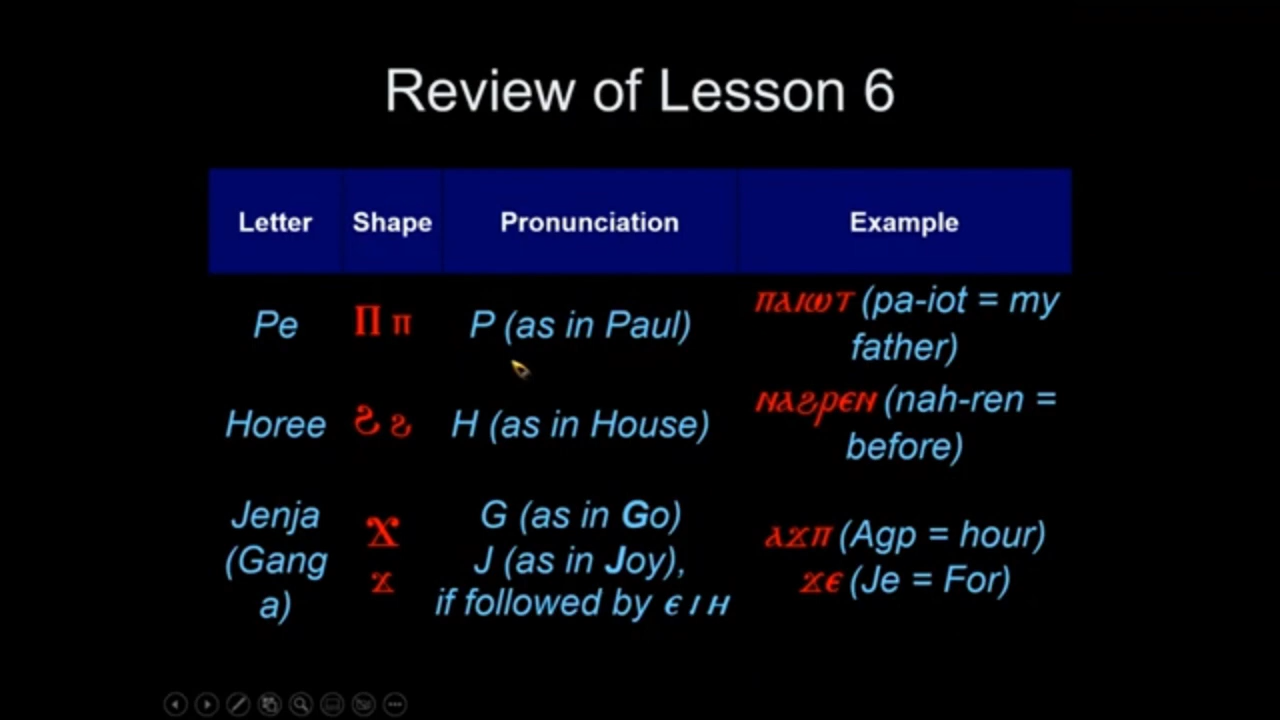 Review of Lesson 6
Letter Shape Pronunciation Example
Pe Ⲡ ⲡ P (as in Paul) ⲡⲁⲓⲱⲧ (pa-iot = my
father)
Horee Ϩ ϩ H (as in House) ⲛⲁϩⲣⲉⲛ (nah-ren =
before)
Jenja
(Gang
a)
Ϫ
ϫ
G (as in Go)
J (as in Joy),
if followed by ⲉ ⲓ ⲏ
ⲁϫⲡ (Agp = hour)
ϫⲉ (Je = For)